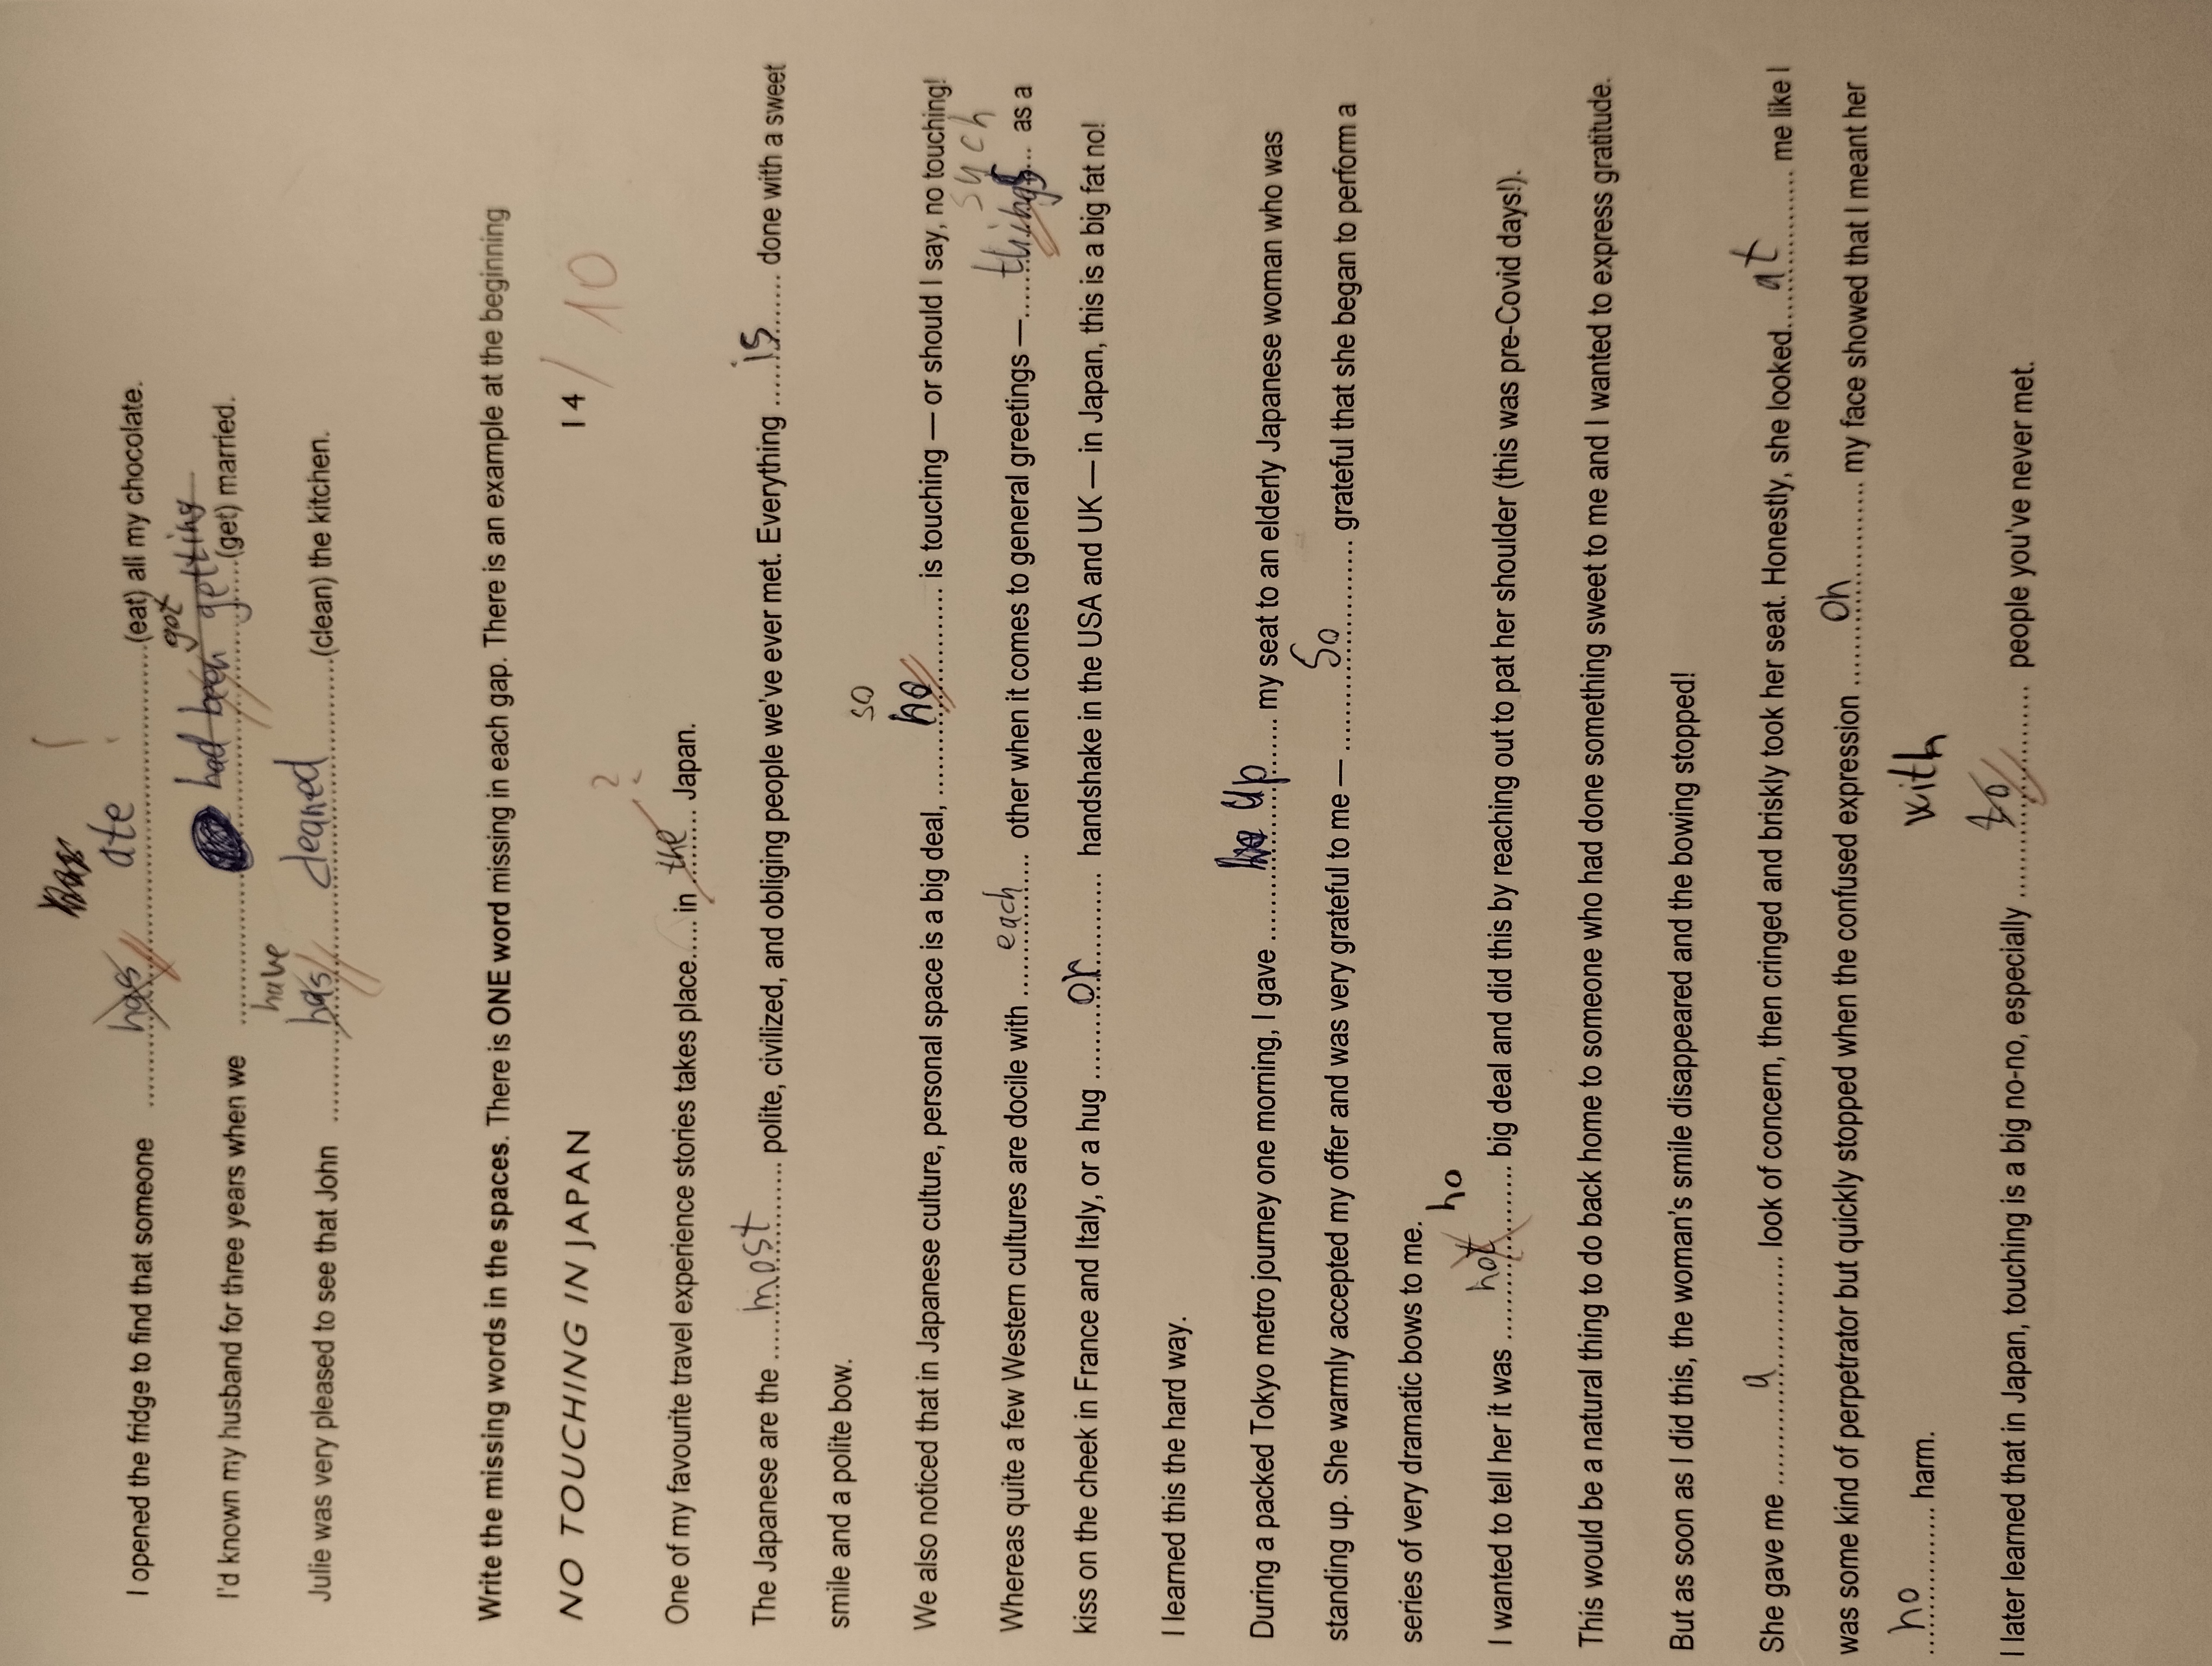 I opened the fridge to find that someone has ate ! (eat) all my chocolate.
got
I'd known my husband for three years when we had been getting (get) married.
have
Julie was very pleased to see that John has cleaned (clean) the kitchen.
Write the missing words in the spaces. There is ONE word missing in each gap. There is an example at the beginning
NO TOUCHING IN JAPAN 14 / 10
?
One of my favourite travel experience stories takes place..... in the Japan.
The Japanese are the most polite, civilized, and obliging people we've ever met. Everything is done with a sweet
smile and a polite bow.
so
We also noticed that in Japanese culture, personal space is a big deal, no is touching — or should I say, no touching!
such
Whereas quite a few Western cultures are docile with each other when it comes to general greetings — things as a
kiss on the cheek in France and Italy, or a hug or handshake in the USA and UK — in Japan, this is a big fat no!
I learned this the hard way.
During a packed Tokyo metro journey one morning, I gave up my seat to an elderly Japanese woman who was
standing up. She warmly accepted my offer and was very grateful to me — So grateful that she began to perform a
series of very dramatic bows to me.
no
I wanted to tell her it was not big deal and did this by reaching out to pat her shoulder (this was pre-Covid days!).
This would be a natural thing to do back home to someone who had done something sweet to me and I wanted to express gratitude.
But as soon as I did this, the woman's smile disappeared and the bowing stopped!
She gave me a look of concern, then cringed and briskly took her seat. Honestly, she looked at me like I
was some kind of perpetrator but quickly stopped when the confused expression on my face showed that I meant her
no harm.
with
I later learned that in Japan, touching is a big no-no, especially to people you've never met.